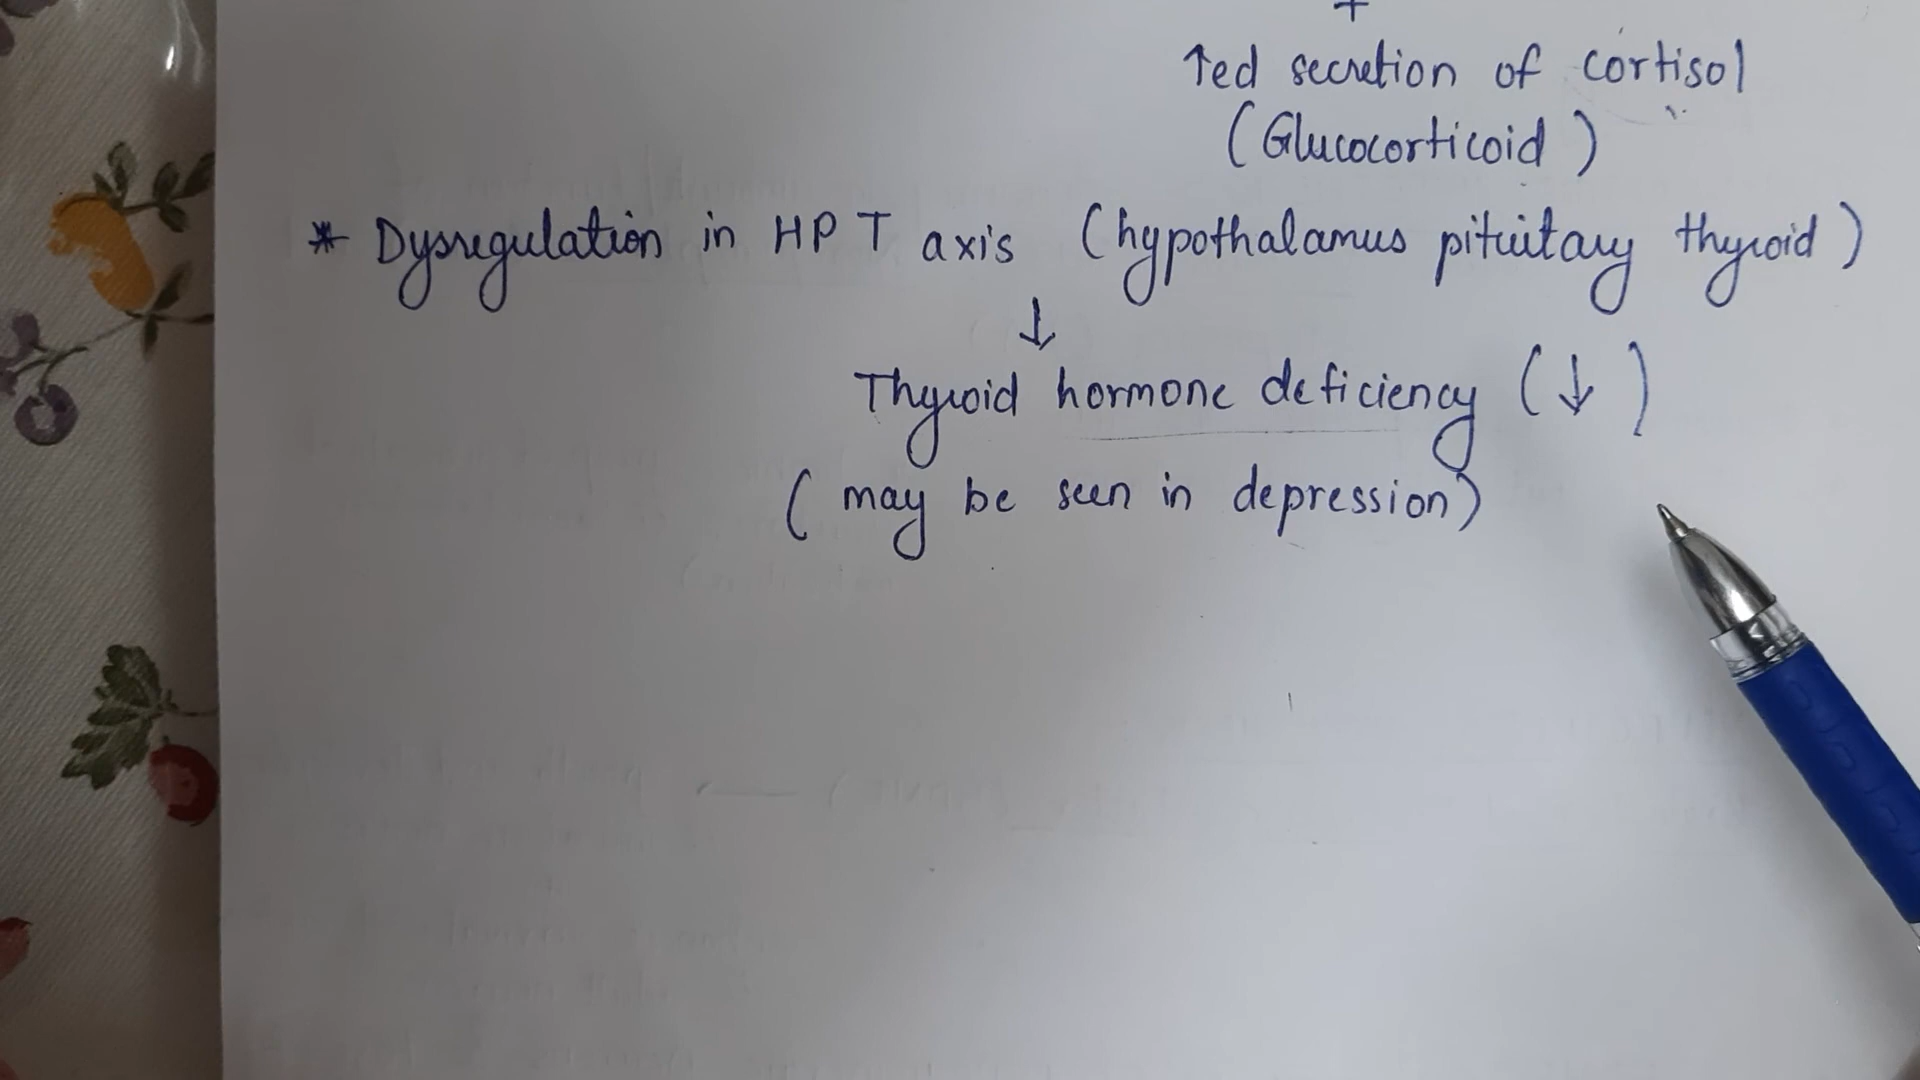 ↑ed secretion of cortisol
(Glucocorticoid)
* Dysregulation in HPT axis (hypothalamus pituitary thyroid)
↓
Thyroid hormone deficiency (↓)
(may be seen in depression)